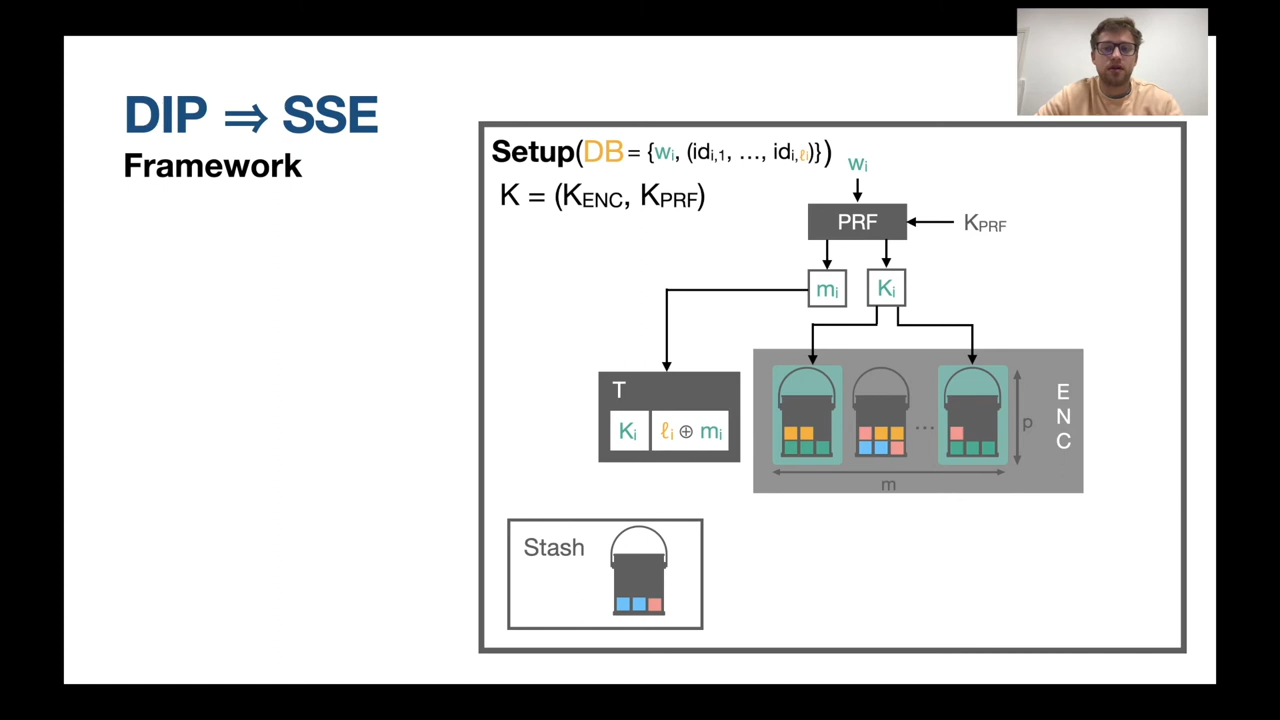 DIP ⇒ SSE
Framework
Setup(DB = {wᵢ, (idᵢ,₁, …, idᵢ,ℓᵢ)})
K = (K_ENC, K_PRF)
wᵢ
PRF
K_PRF
mᵢ
Kᵢ
T
Kᵢ
ℓᵢ ⊕ mᵢ
…
p
m
E
N
C
Stash